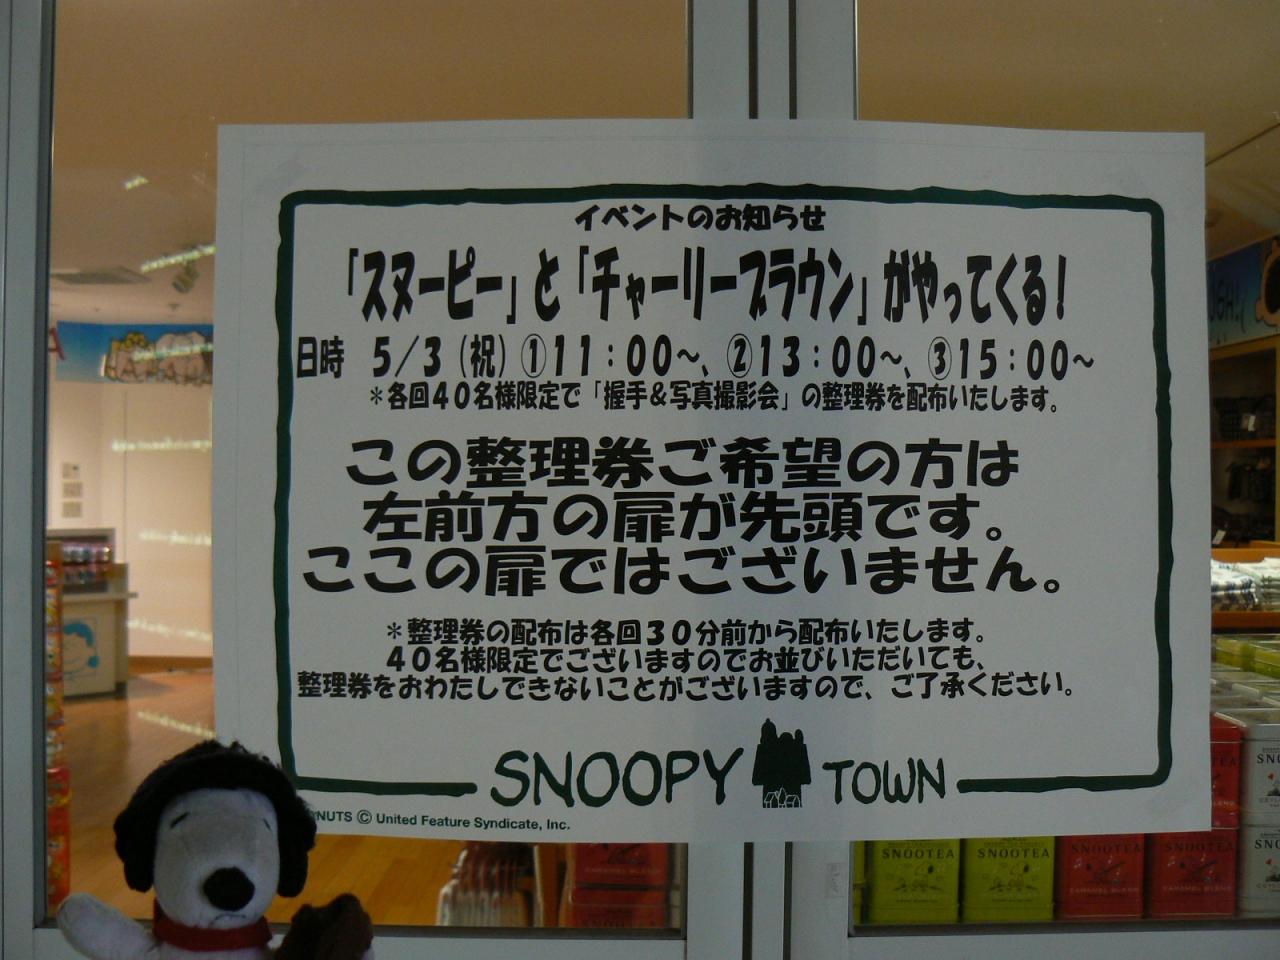 イベントのお知らせ
「スヌーピー」と「チャーリーブラウン」がやってくる!
日時 5/3(祝)①11:00~、②13:00~、③15:00~
*各回40名様限定で「握手&写真撮影会」の整理券を配布いたします。
この整理券ご希望の方は
左前方の扉が先頭です。
ここの扉ではございません。
*整理券の配布は各回30分前から配布いたします。
40名様限定でございますのでお並びいただいても、
整理券をおわたしできないことがございますので、ご了承ください。
SNOOPY TOWN
NUTS © United Feature Syndicate, Inc.
SNOOTEA SNOOTEA
CARAMEL BLEND CARAMEL BLEND